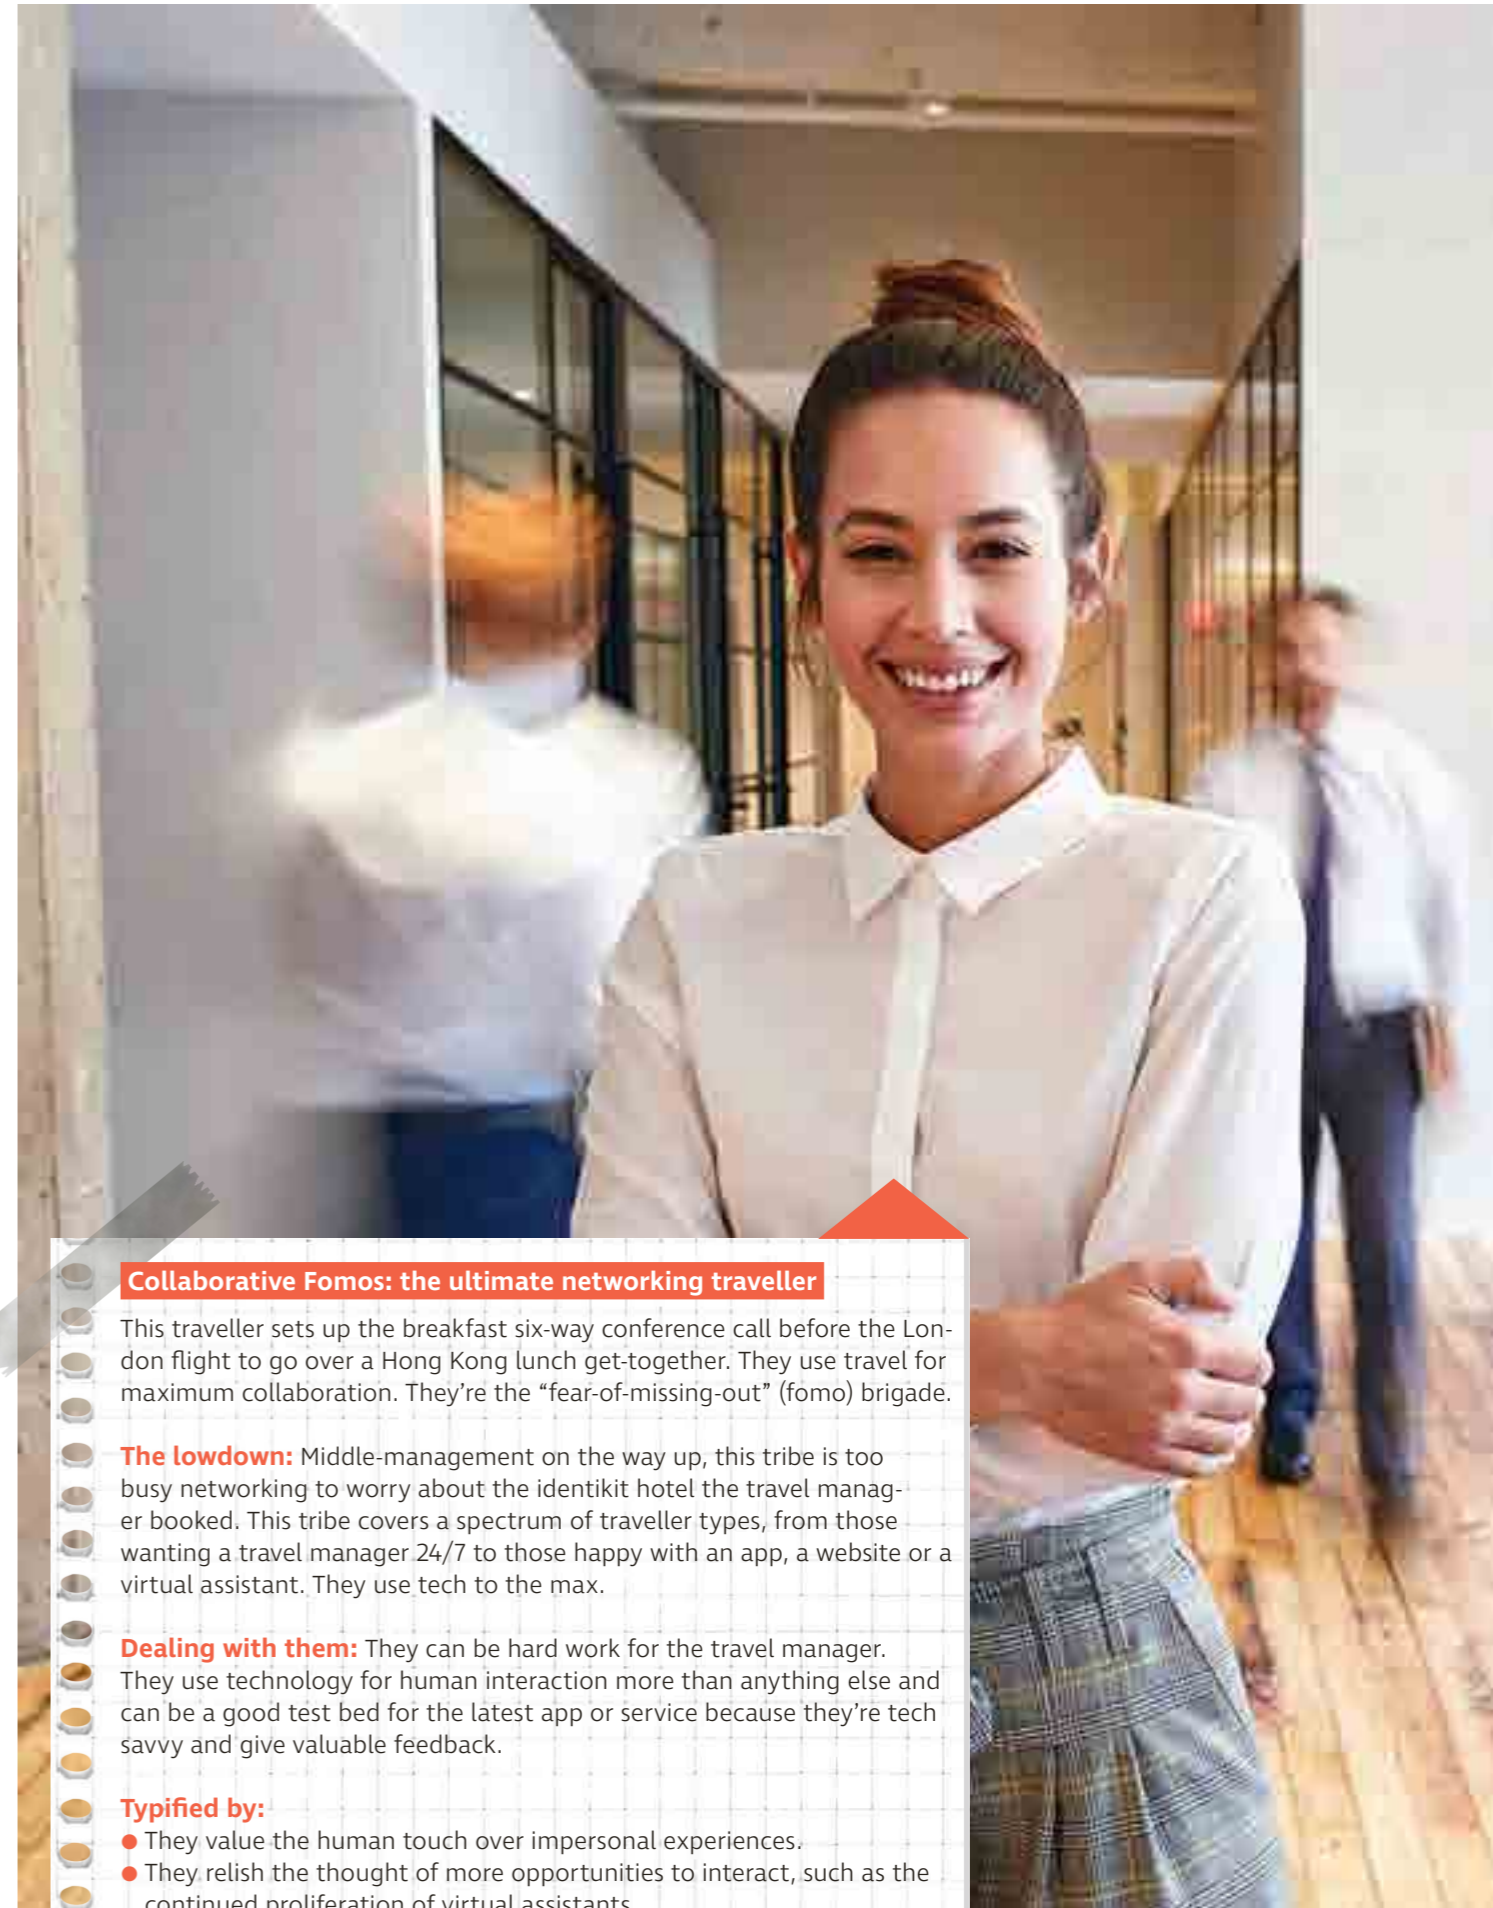 Collaborative Fomos: the ultimate networking traveller
This traveller sets up the breakfast six-way conference call before the Lon-
don flight to go over a Hong Kong lunch get-together. They use travel for
maximum collaboration. They’re the “fear-of-missing-out” (fomo) brigade.
The lowdown: Middle-management on the way up, this tribe is too
busy networking to worry about the identikit hotel the travel manag-
er booked. This tribe covers a spectrum of traveller types, from those
wanting a travel manager 24/7 to those happy with an app, a website or a
virtual assistant. They use tech to the max.
Dealing with them: They can be hard work for the travel manager.
They use technology for human interaction more than anything else and
can be a good test bed for the latest app or service because they’re tech
savvy and give valuable feedback.
Typified by:
● They value the human touch over impersonal experiences.
● They relish the thought of more opportunities to interact, such as the
continued proliferation of virtual assistants.